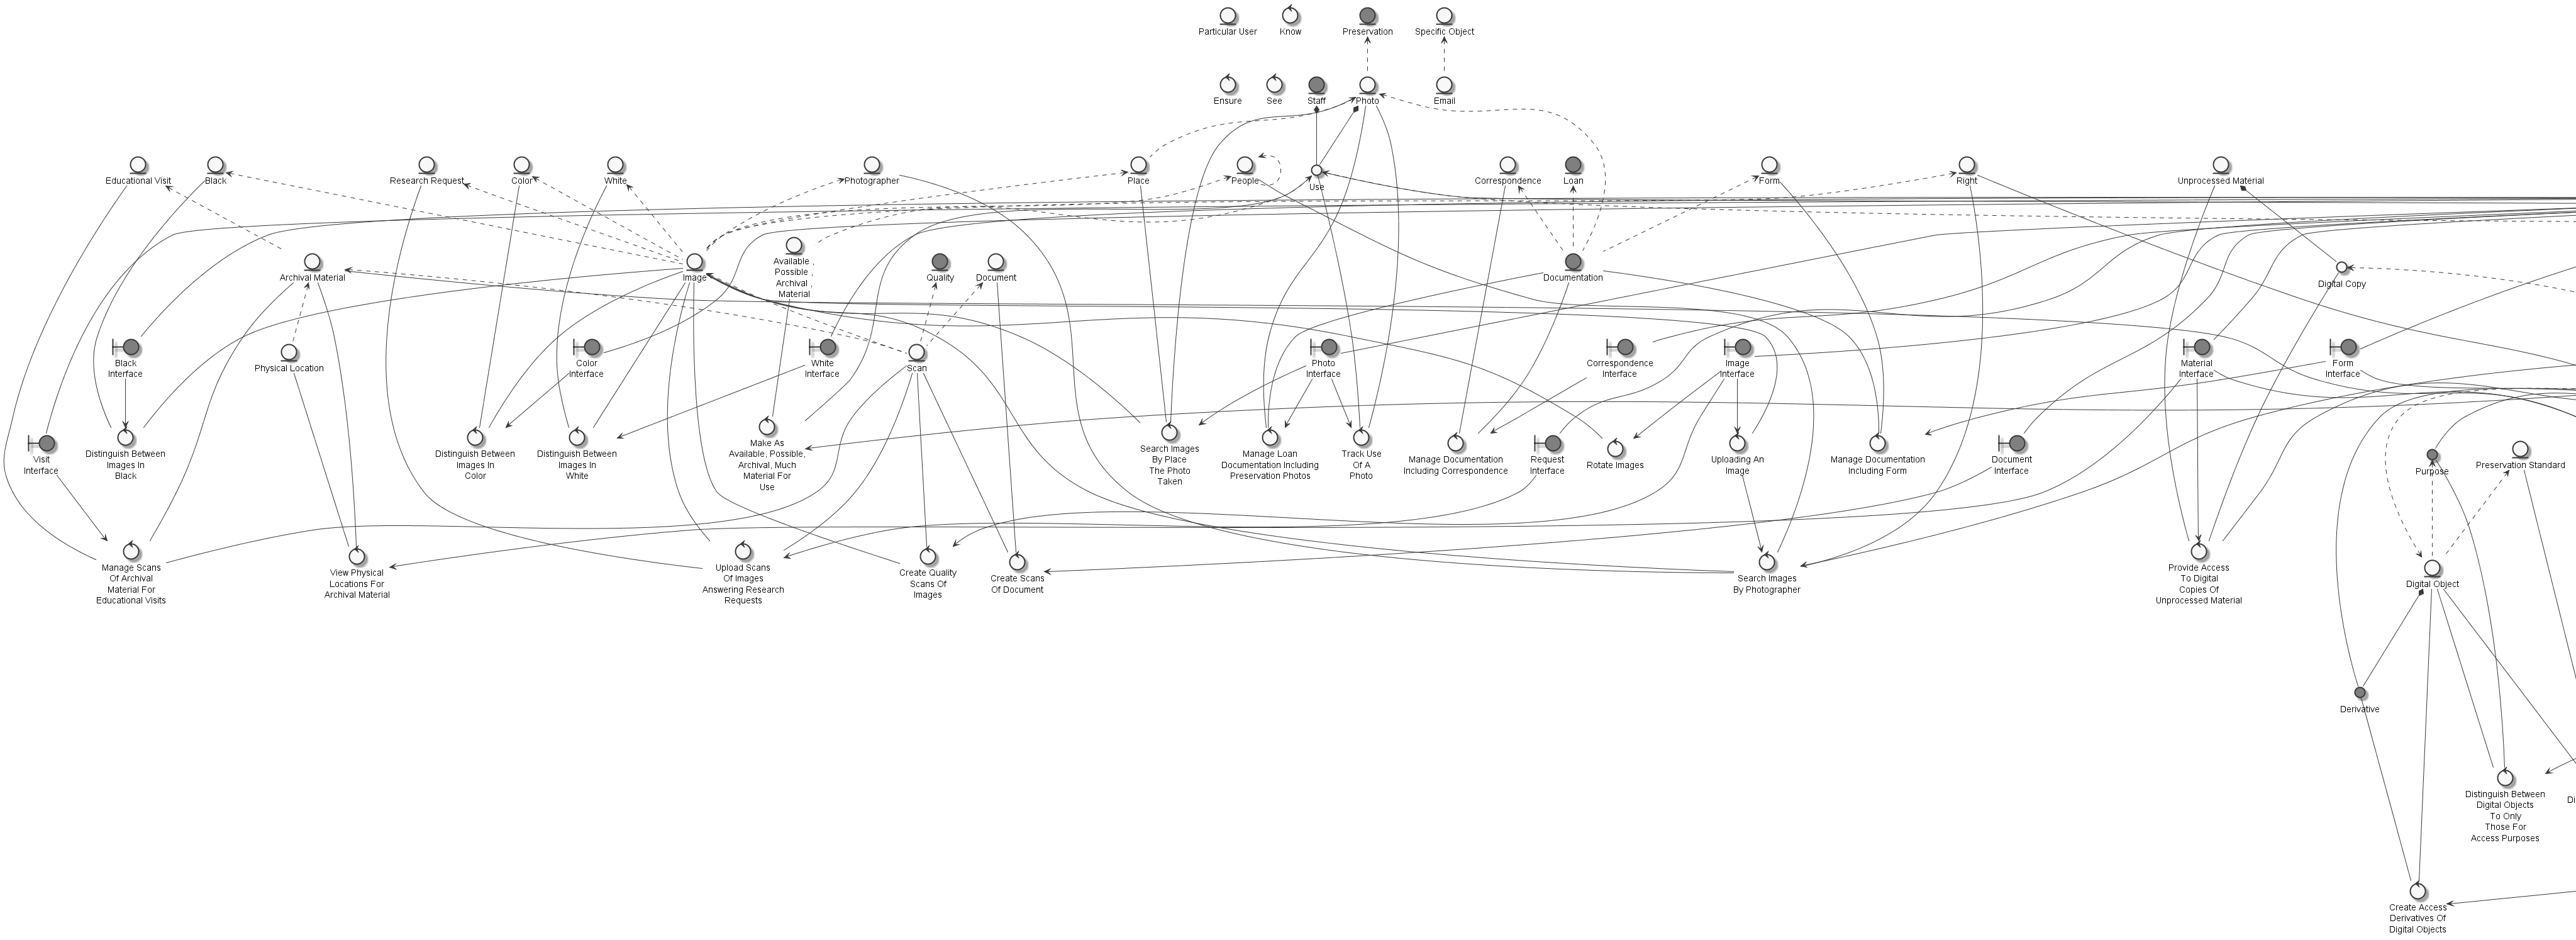 Particular User
Know
Preservation
Specific Object
Ensure
See
Staff
Photo
Email
Educational Visit
Black
Research Request
Color
White
Photographer
Place
People
Use
Correspondence
Loan
Form
Right
Unprocessed Material
Archival Material
Image
Available
Possible
Archival
Material
Quality
Document
Documentation
Digital Copy
Black
Interface
Physical Location
Color
Interface
White
Interface
Scan
Photo
Interface
Correspondence
Interface
Image
Interface
Material
Interface
Form
Interface
Visit
Interface
Distinguish Between
Images In
Black
Distinguish Between
Images In
Color
Distinguish Between
Images In
White
Make As
Available, Possible,
Archival, Much
Material For
Use
Search Images
By Place
The Photo
Taken
Manage Loan
Documentation Including
Preservation Photos
Track Use
Of A
Photo
Manage Documentation
Including Correspondence
Request
Interface
Rotate Images
Uploading An
Image
Manage Documentation
Including Form
Document
Interface
Purpose
Preservation Standard
Manage Scans
Of Archival
Material For
Educational Visits
View Physical
Locations For
Archival Material
Upload Scans
Of Images
Answering Research
Requests
Create Quality
Scans Of
Images
Create Scans
Of Document
Search Images
By Photographer
Provide Access
To Digital
Copies Of
Unprocessed Material
Digital Object
Derivative
Distinguish Between
Digital Objects
To Only
Those For
Access Purposes
Di
Create Access
Derivatives Of
Digital Objects